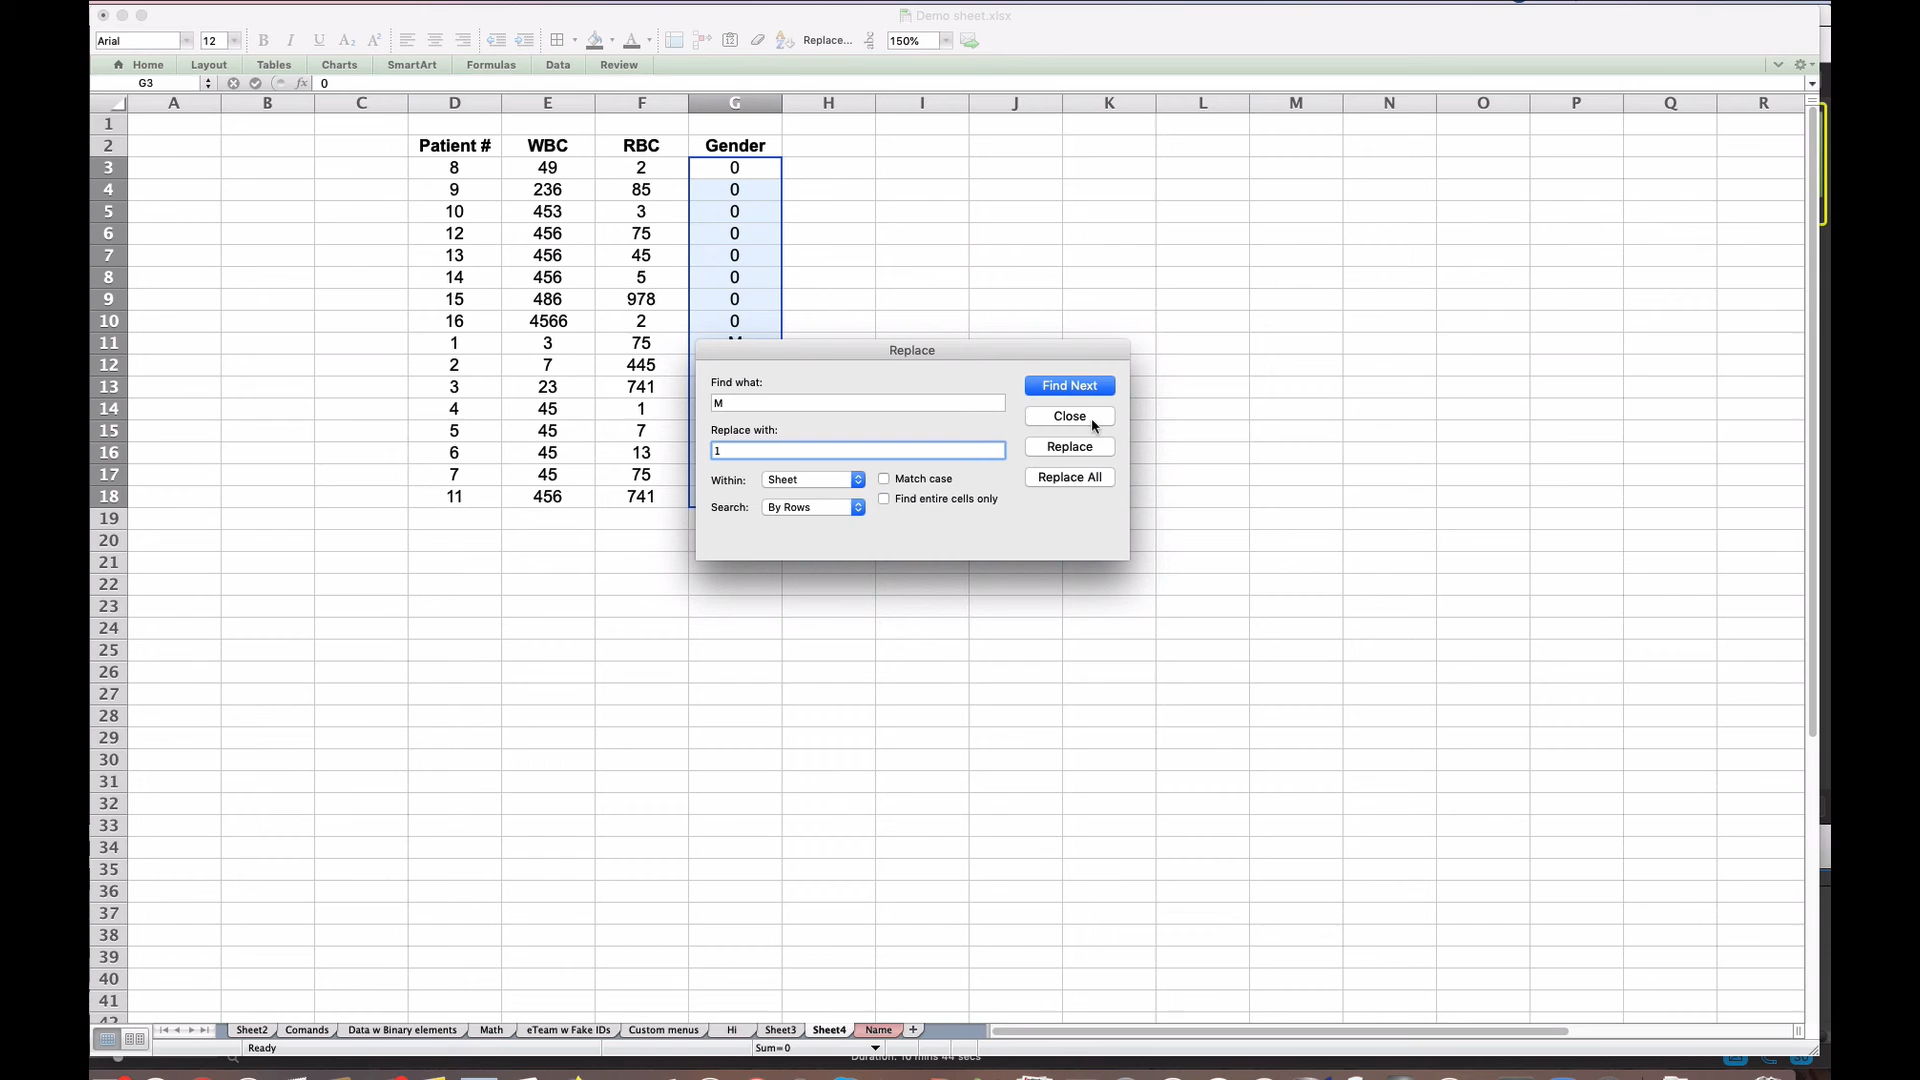 Demo sheet.xlsx
Arial 12 B I U A2 A2 A Replace... 150%
Home Layout Tables Charts SmartArt Formulas Data Review
G3 fx 0
A B C D E F G H I J K L M N O P Q R
1
2 Patient # WBC RBC Gender
3 8 49 2 0
4 9 236 85 0
5 10 453 3 0
6 12 456 75 0
7 13 456 45 0
8 14 456 5 0
9 15 486 978 0
10 16 4566 2 0
11 1 3 75
12 2 7 445
13 3 23 741
14 4 45 1
15 5 45 7
16 6 45 13
17 7 45 75
18 11 456 741
19
20
21
22
23
24
25
26
27
28
29
30
31
32
33
34
35
36
37
38
39
40
41
Replace
Find what:
M
Replace with:
1
Within: Sheet
Search: By Rows
Match case
Find entire cells only
Find Next
Close
Replace
Replace All
Sheet2 Comands Data w Binary elements Math eTeam w Fake IDs Custom menus Hi Sheet3 Sheet4 Name +
Ready Sum=0
Duration: 10 mins 44 secs